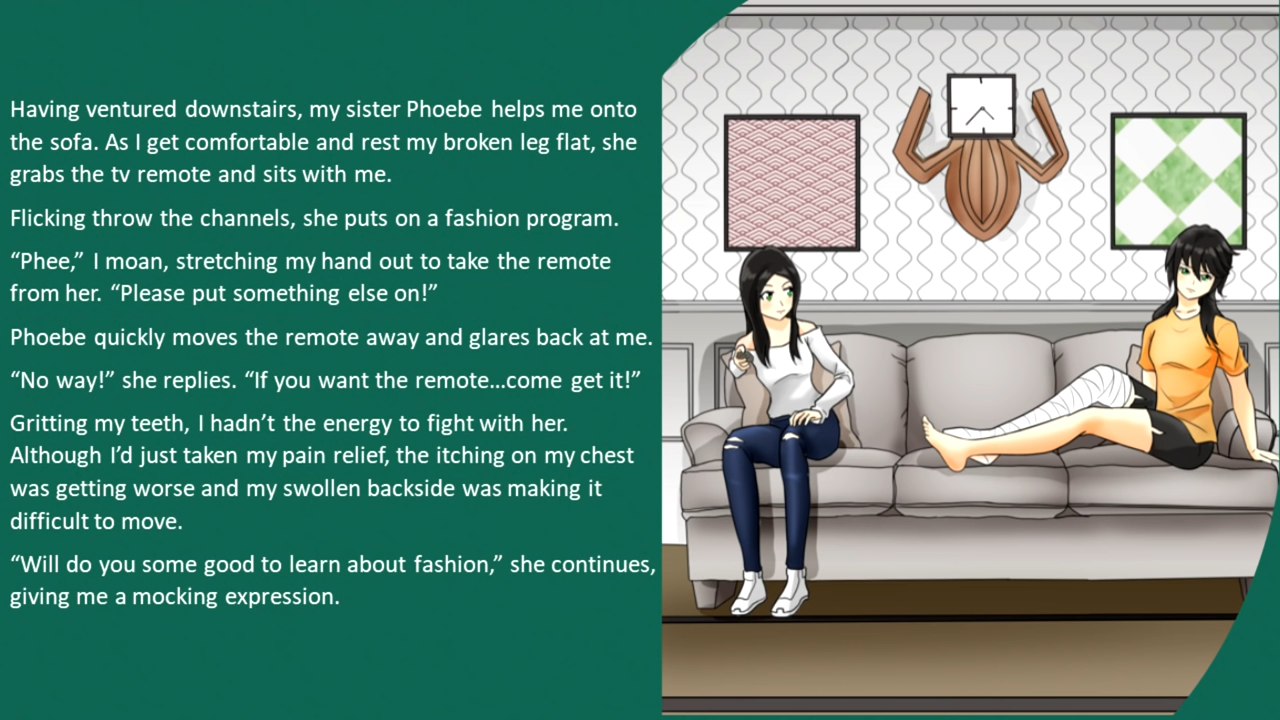 Having ventured downstairs, my sister Phoebe helps me onto
the sofa. As I get comfortable and rest my broken leg flat, she
grabs the tv remote and sits with me.
Flicking throw the channels, she puts on a fashion program.
“Phee,” I moan, stretching my hand out to take the remote
from her. “Please put something else on!”
Phoebe quickly moves the remote away and glares back at me.
“No way!” she replies. “If you want the remote…come get it!”
Gritting my teeth, I hadn’t the energy to fight with her.
Although I’d just taken my pain relief, the itching on my chest
was getting worse and my swollen backside was making it
difficult to move.
“Will do you some good to learn about fashion,” she continues,
giving me a mocking expression.